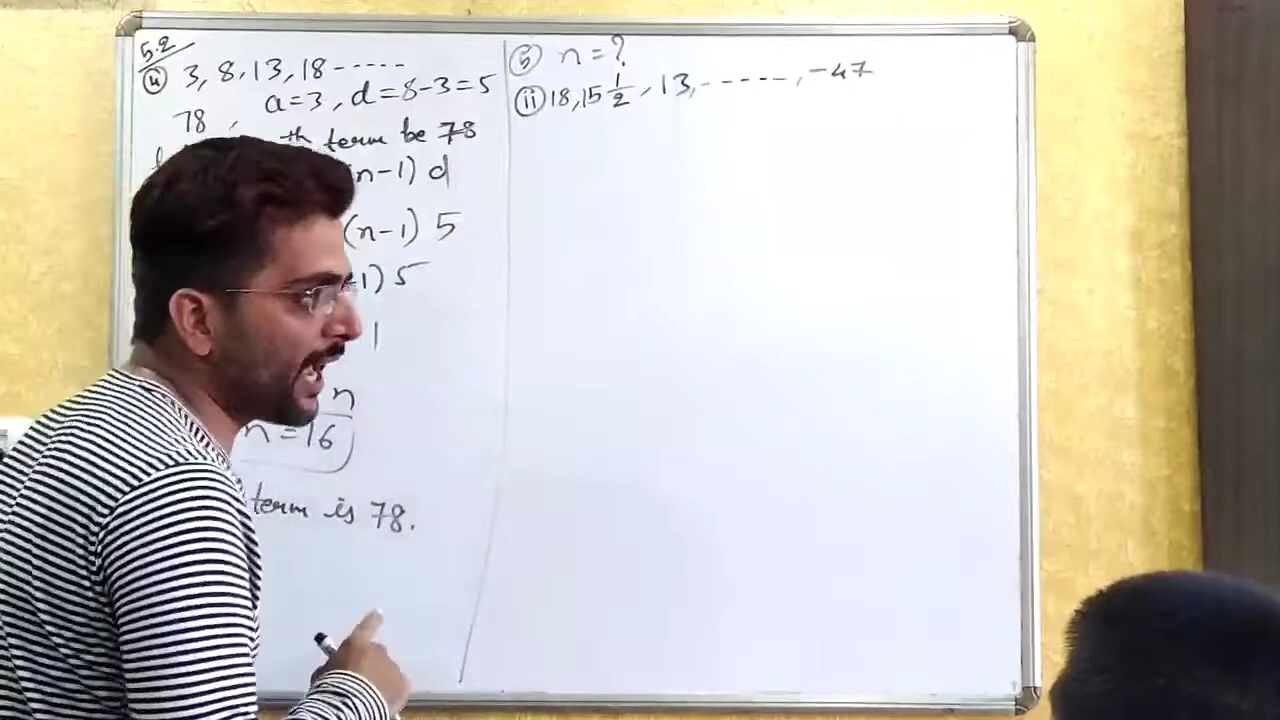 5.2
④ 3, 8, 13, 18 -----
78, a=3, d=8-3=5
th term be 78
(n-1) d
(n-1) 5
-1) 5
1
n
n=16
term is 78.
⑤ n=?
ⓘⓘ 18, 15 1/2, 13, ------, -47